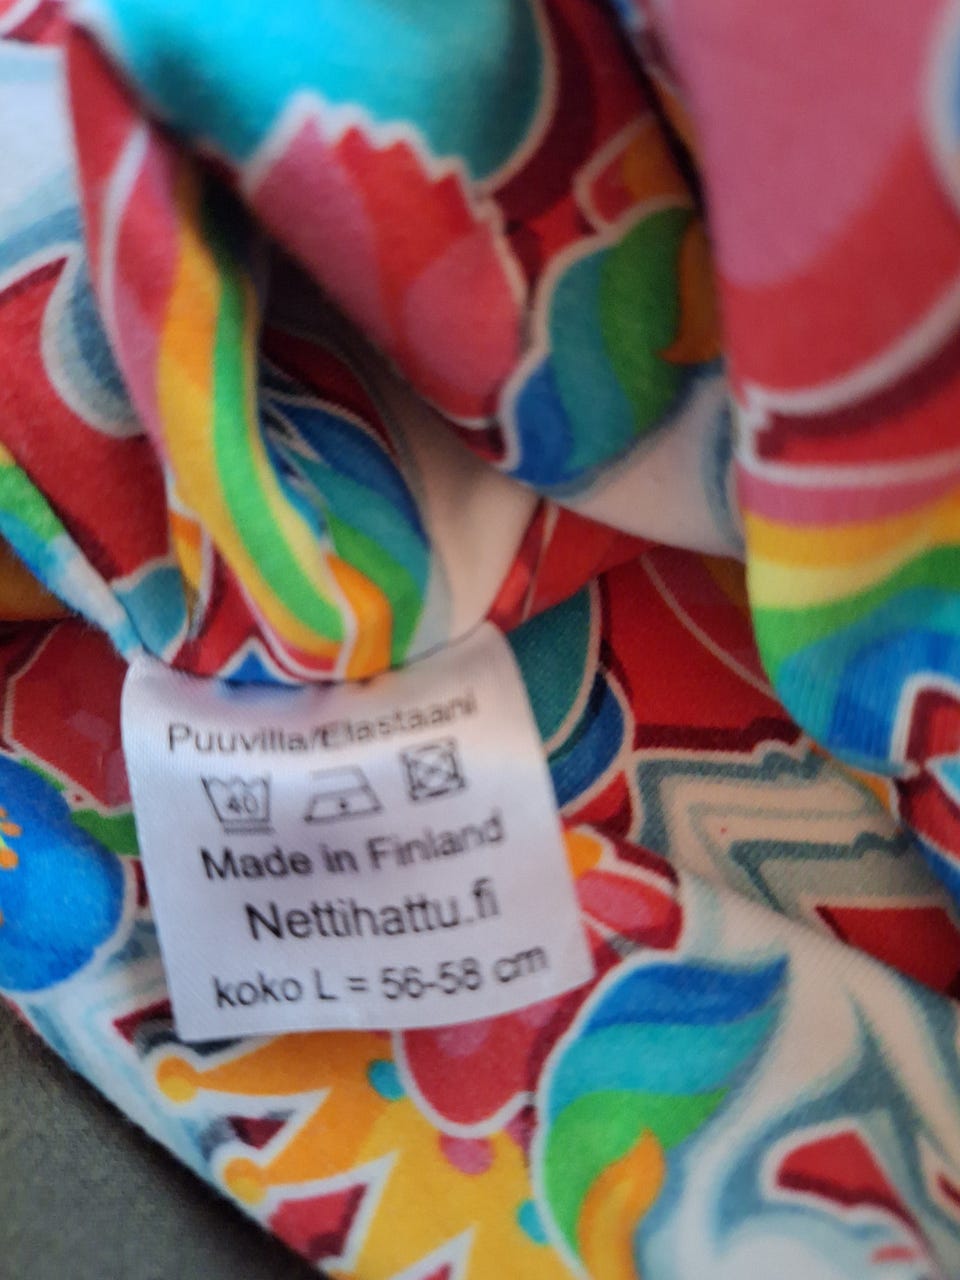 Puuvilla/Elastaani
40
Made in Finland
Nettihattu.fi
koko L = 56-58 cm